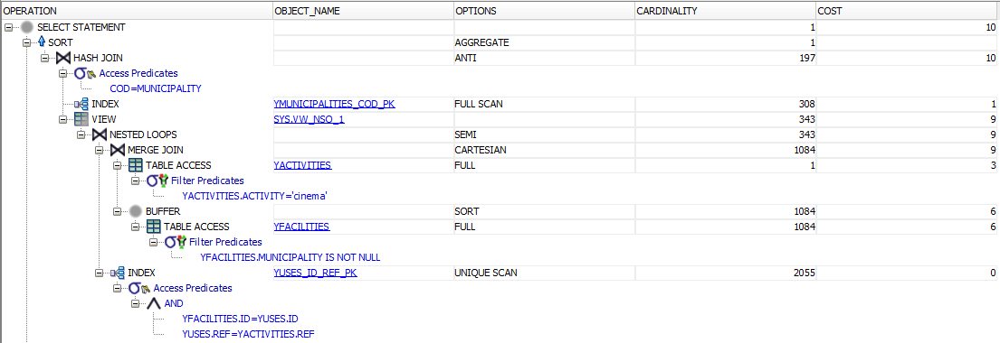 OPERATION OBJECT_NAME OPTIONS CARDINALITY COST
SELECT STATEMENT 1 10
SORT AGGREGATE 1
HASH JOIN ANTI 197 10
Access Predicates
COD=MUNICIPALITY
INDEX YMUNICIPALITIES_COD_PK FULL SCAN 308 1
VIEW SYS.VW_NSO_1 343 9
NESTED LOOPS SEMI 343 9
MERGE JOIN CARTESIAN 1084 9
TABLE ACCESS YACTIVITIES FULL 1 3
Filter Predicates
YACTIVITIES.ACTIVITY='cinema'
BUFFER SORT 1084 6
TABLE ACCESS YFACILITIES FULL 1084 6
Filter Predicates
YFACILITIES.MUNICIPALITY IS NOT NULL
INDEX YUSES_ID_REF_PK UNIQUE SCAN 2055 0
Access Predicates
AND
YFACILITIES.ID=YUSES.ID
YUSES.REF=YACTIVITIES.REF